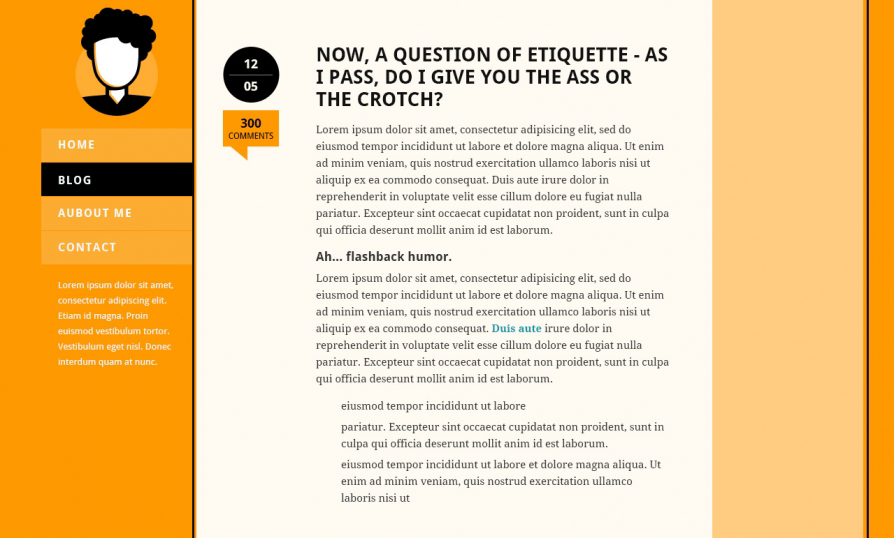 HOME
BLOG
AUBOUT ME
CONTACT
Lorem ipsum dolor sit amet,
consectetur adipiscing elit.
Etiam id magna. Proin
euismod vestibulum tortor.
Vestibulum eget nisl. Donec
interdum quam at nunc.
12
05
300
COMMENTS
NOW, A QUESTION OF ETIQUETTE - AS
I PASS, DO I GIVE YOU THE ASS OR
THE CROTCH?
Lorem ipsum dolor sit amet, consectetur adipisicing elit, sed do
eiusmod tempor incididunt ut labore et dolore magna aliqua. Ut enim
ad minim veniam, quis nostrud exercitation ullamco laboris nisi ut
aliquip ex ea commodo consequat. Duis aute irure dolor in
reprehenderit in voluptate velit esse cillum dolore eu fugiat nulla
pariatur. Excepteur sint occaecat cupidatat non proident, sunt in culpa
qui officia deserunt mollit anim id est laborum.
Ah... flashback humor.
Lorem ipsum dolor sit amet, consectetur adipisicing elit, sed do
eiusmod tempor incididunt ut labore et dolore magna aliqua. Ut enim
ad minim veniam, quis nostrud exercitation ullamco laboris nisi ut
aliquip ex ea commodo consequat. Duis aute irure dolor in
reprehenderit in voluptate velit esse cillum dolore eu fugiat nulla
pariatur. Excepteur sint occaecat cupidatat non proident, sunt in culpa
qui officia deserunt mollit anim id est laborum.
eiusmod tempor incididunt ut labore
pariatur. Excepteur sint occaecat cupidatat non proident, sunt in
culpa qui officia deserunt mollit anim id est laborum.
eiusmod tempor incididunt ut labore et dolore magna aliqua. Ut
enim ad minim veniam, quis nostrud exercitation ullamco
laboris nisi ut